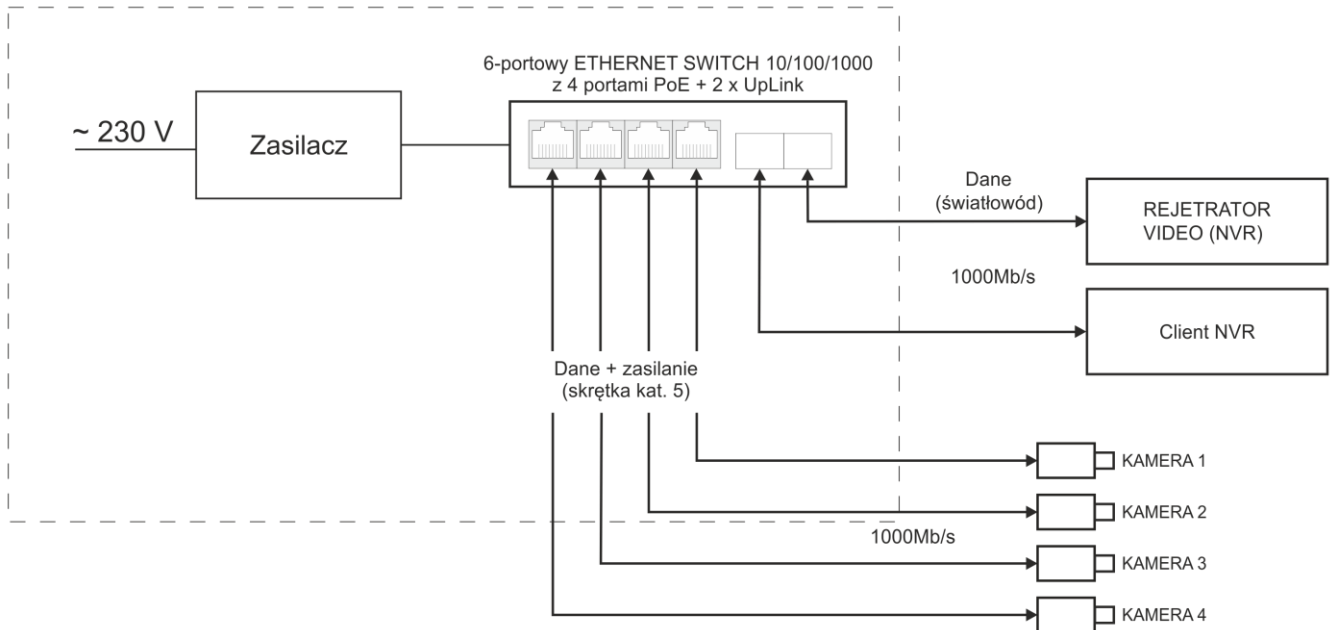 6-portowy ETHERNET SWITCH 10/100/1000
z 4 portami PoE + 2 x UpLink
~ 230 V
Zasilacz
Dane
(światłowód)
REJETRATOR
VIDEO (NVR)
1000Mb/s
Client NVR
Dane + zasilanie
(skrętka kat. 5)
KAMERA 1
KAMERA 2
1000Mb/s
KAMERA 3
KAMERA 4